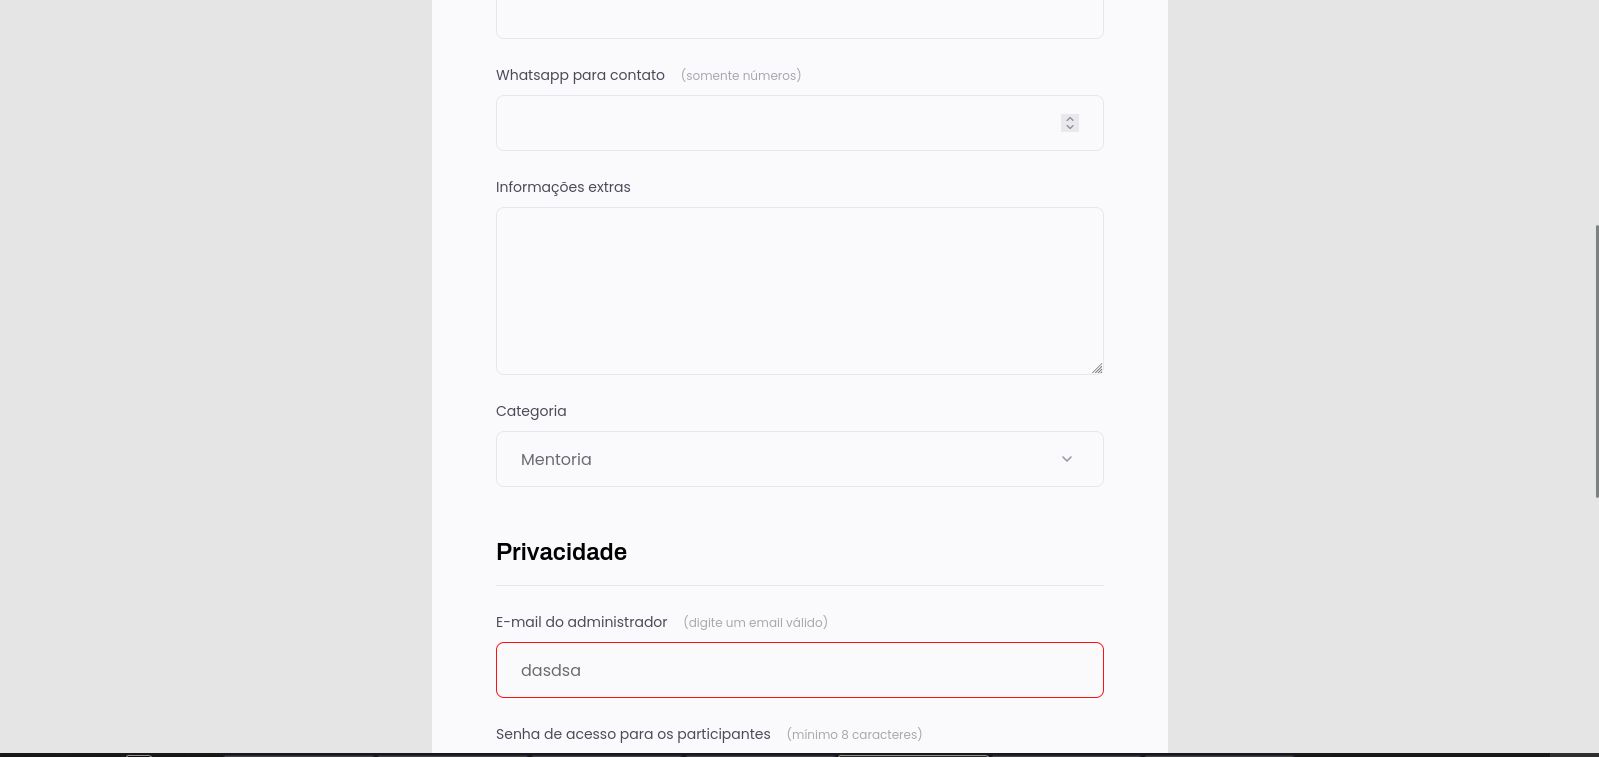 Whatsapp para contato (somente números)
Informações extras
Categoria
Mentoria
Privacidade
E-mail do administrador (digite um email válido)
dasdsa
Senha de acesso para os participantes (mínimo 8 caracteres)